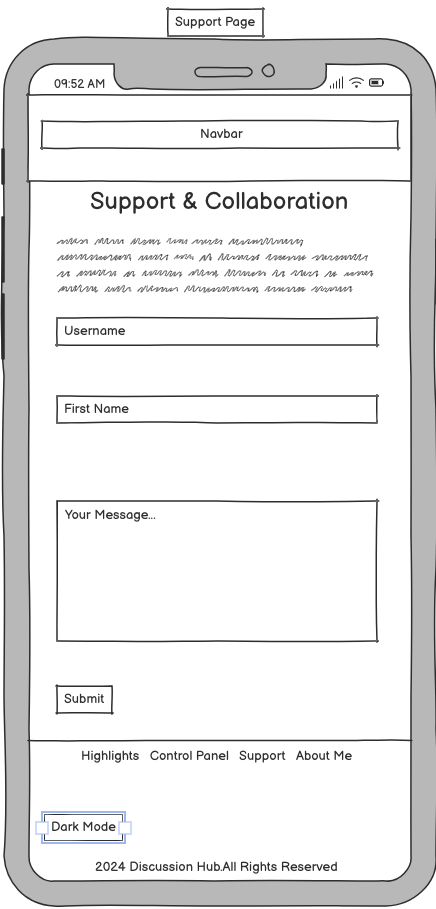 Support Page
09:52 AM
Navbar
Support & Collaboration
Username
First Name
Your Message...
Submit
Highlights Control Panel Support About Me
Dark Mode
2024 Discussion Hub.All Rights Reserved